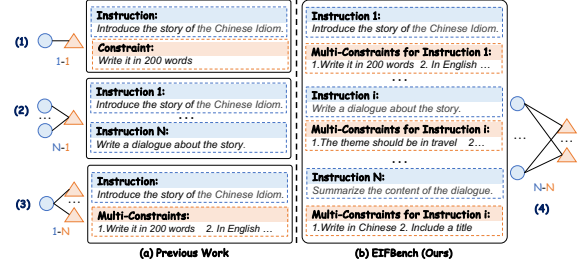 (1)
1-1
Instruction:
Introduce the story of the Chinese Idiom.
Constraint:
Write it in 200 words
(2)
...
N-1
Instruction 1:
Introduce the story of the Chinese Idiom.
...
Instruction N:
Write a dialogue about the story.
(3)
...
1-N
Instruction:
Introduce the story of the Chinese Idiom.
Multi-Constraints:
1.Write it in 200 words 2. In English ...
(a) Previous Work
Instruction 1:
Introduce the story of the Chinese Idiom.
Multi-Constraints for Instruction 1:
1.Write it in 200 words 2. In English ...
...
Instruction i:
Write a dialogue about the story.
Multi-Constraints for Instruction i:
1.The theme should be in travel 2...
...
Instruction N:
Summarize the content of the dialogue.
Multi-Constraints for Instruction i:
1.Write in Chinese 2. Include a title
(b) EIFBench (Ours)
... ...
N-N
(4)